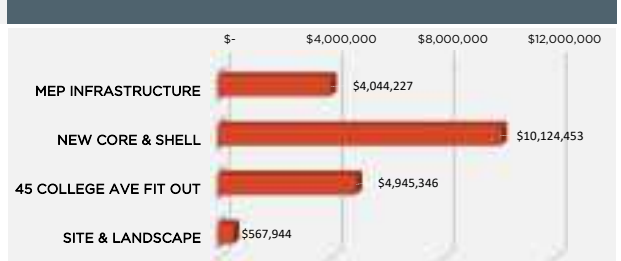 $- $4,000,000 $8,000,000 $12,000,000
MEP INFRASTRUCTURE $4,044,227
NEW CORE & SHELL $10,124,453
45 COLLEGE AVE FIT OUT $4,945,346
SITE & LANDSCAPE $567,944